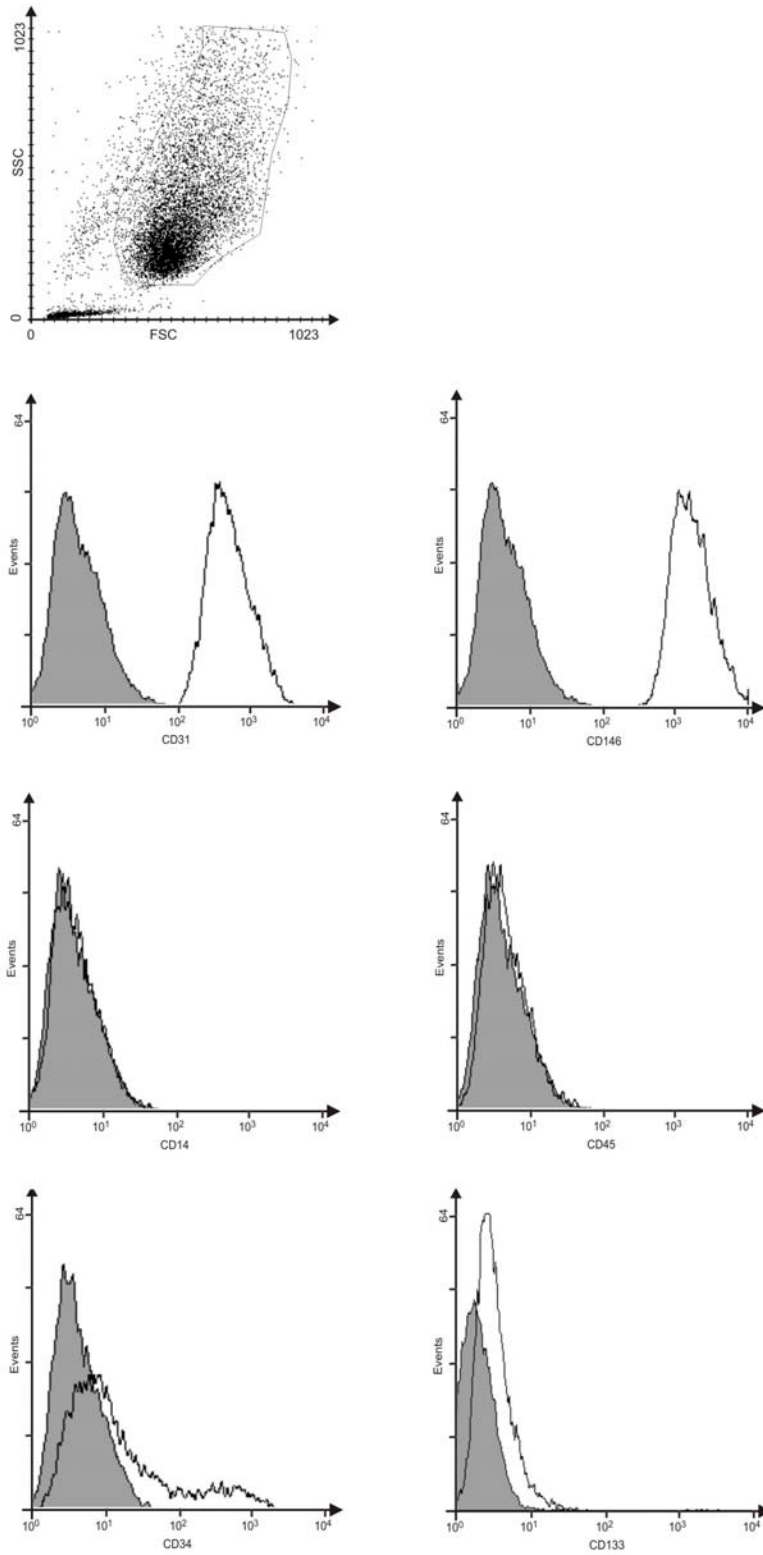 1023
SSC
0
0 FSC 1023
64 64
Events Events
10⁰ 10¹ 10² 10³ 10⁴ 10⁰ 10¹ 10² 10³ 10⁴
CD31 CD146
64 64
Events Events
10⁰ 10¹ 10² 10³ 10⁴ 10⁰ 10¹ 10² 10³ 10⁴
CD14 CD45
64 64
Events Events
10⁰ 10¹ 10² 10³ 10⁴ 10⁰ 10¹ 10² 10³ 10⁴
CD34 CD133